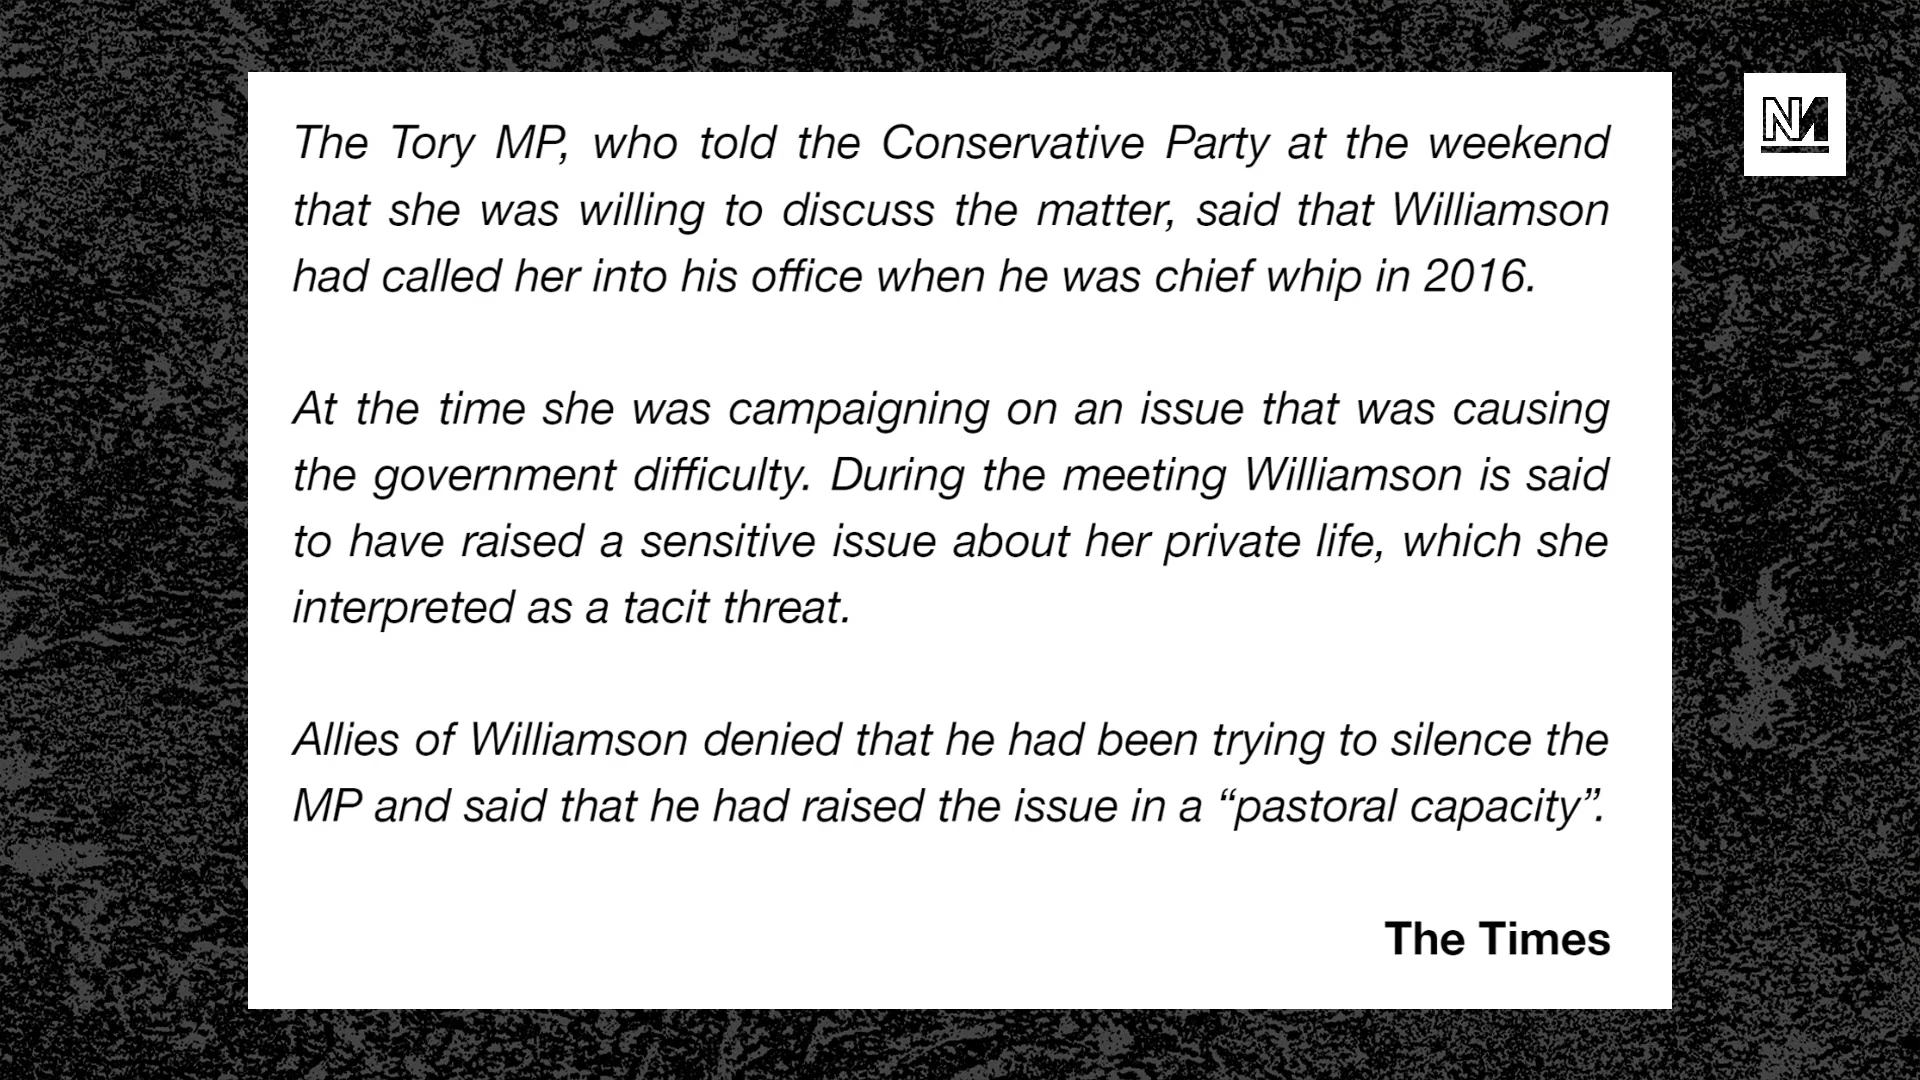 The Tory MP, who told the Conservative Party at the weekend
that she was willing to discuss the matter, said that Williamson
had called her into his office when he was chief whip in 2016.
At the time she was campaigning on an issue that was causing
the government difficulty. During the meeting Williamson is said
to have raised a sensitive issue about her private life, which she
interpreted as a tacit threat.
Allies of Williamson denied that he had been trying to silence the
MP and said that he had raised the issue in a “pastoral capacity”.
The Times
NM